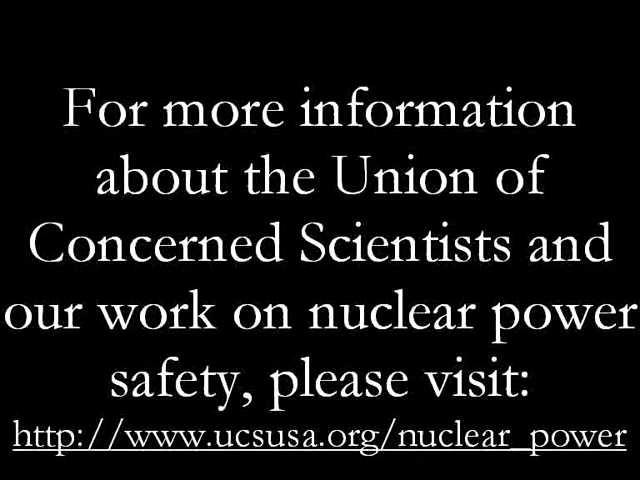 For more information
about the Union of
Concerned Scientists and
our work on nuclear power
safety, please visit:
http://www.ucsusa.org/nuclear_power